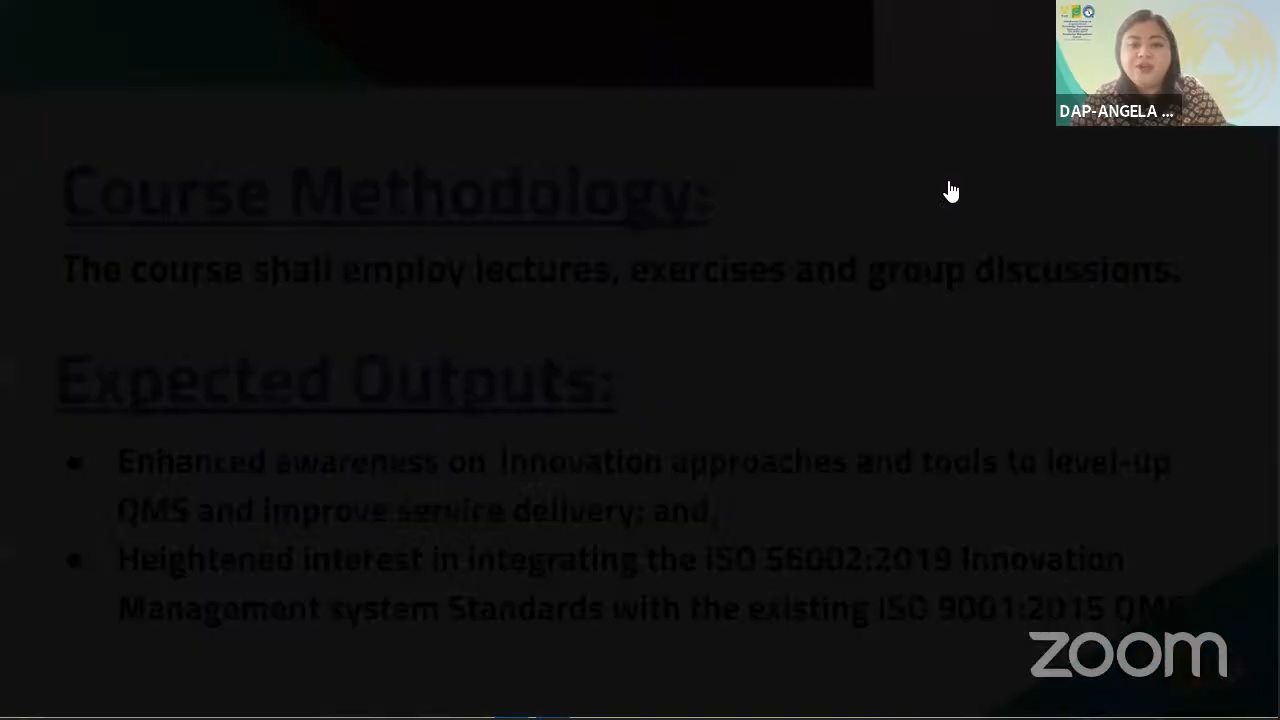 DAP-ANGELA ...
Course Methodology:
The course shall employ lectures, exercises and group discussions.
Expected Outputs:
• Enhanced awareness on Innovation approaches and tools to level-up
QMS and improve service delivery; and,
• Heightened interest in integrating the ISO 56002:2019 Innovation
Management system Standards with the existing ISO 9001:2015 QMS
zoom